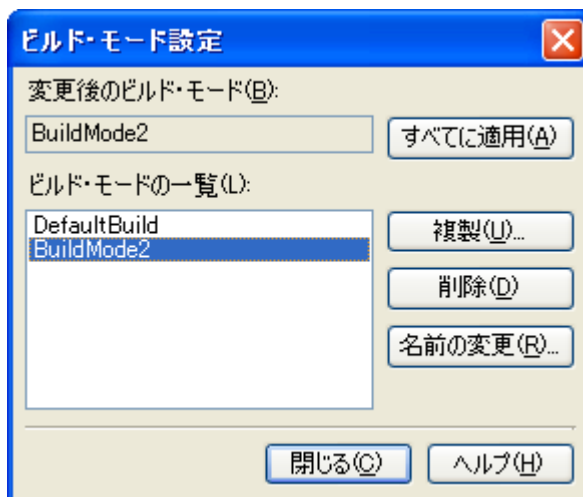 ビルド・モード設定
変更後のビルド・モード(B):
BuildMode2
すべてに適用(A)
ビルド・モードの一覧(L):
DefaultBuild
BuildMode2
複製(U)...
削除(D)
名前の変更(R)...
閉じる(C)
ヘルプ(H)